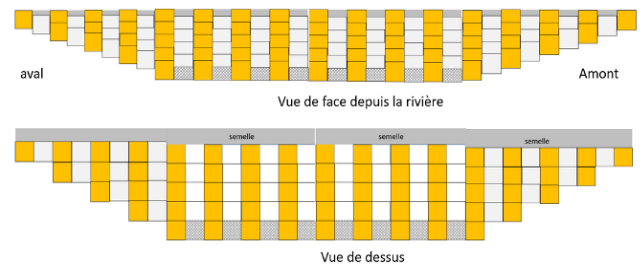 aval
Amont
Vue de face depuis la rivière
semelle
semelle
semelle
Vue de dessus